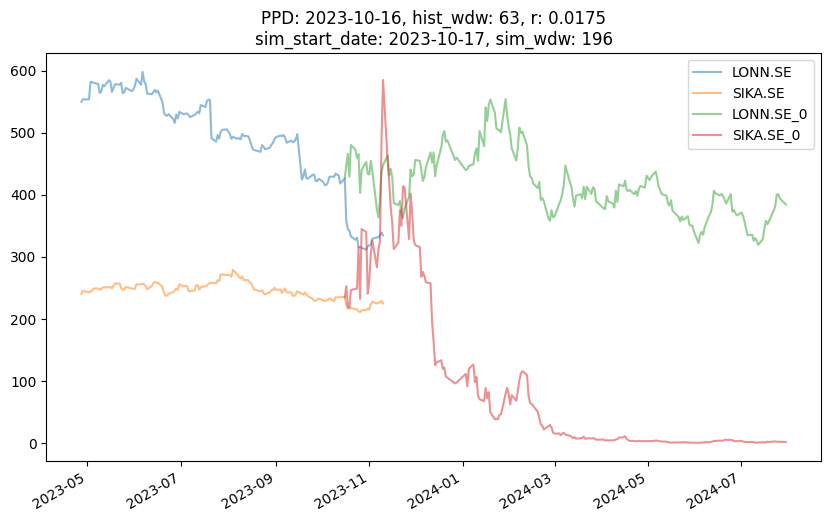 PPD: 2023-10-16, hist_wdw: 63, r: 0.0175
sim_start_date: 2023-10-17, sim_wdw: 196
LONN.SE
SIKA.SE
LONN.SE_0
SIKA.SE_0
600
500
400
300
200
100
0
2023-05
2023-07
2023-09
2023-11
2024-01
2024-03
2024-05
2024-07